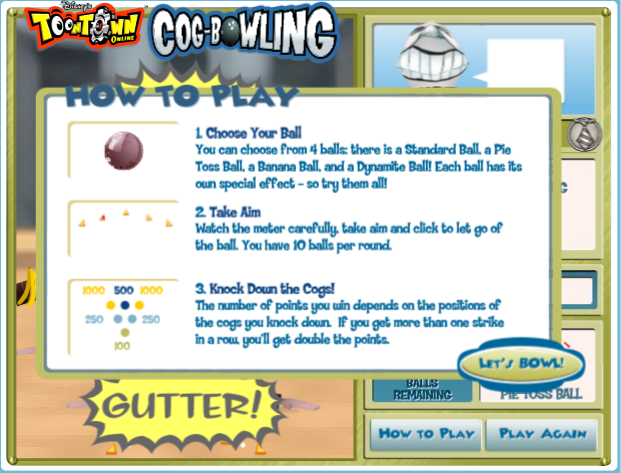 Disney's
TOONTOWN
ONLINE
COG-BOWLING
HOW TO PLAY
1. Choose Your Ball
You can choose from 4 balls: there is a Standard Ball, a Pie
Toss Ball, a Banana Ball, and a Dynamite Ball! Each ball has its
own special effect - so try them all!
2. Take Aim
Watch the meter carefully, take aim and click to let go of
the ball. You have 10 balls per round.
1000 500 1000
250 250
100
3. Knock Down the Cogs!
The number of points you win depends on the positions of
the cogs you knock down. If you get more than one strike
in a row, you'll get double the points.
LET'S BOWL!
GUTTER!
BALLS
REMAINING
PIE TOSS BALL
HOW TO PLAY
PLAY AGAIN